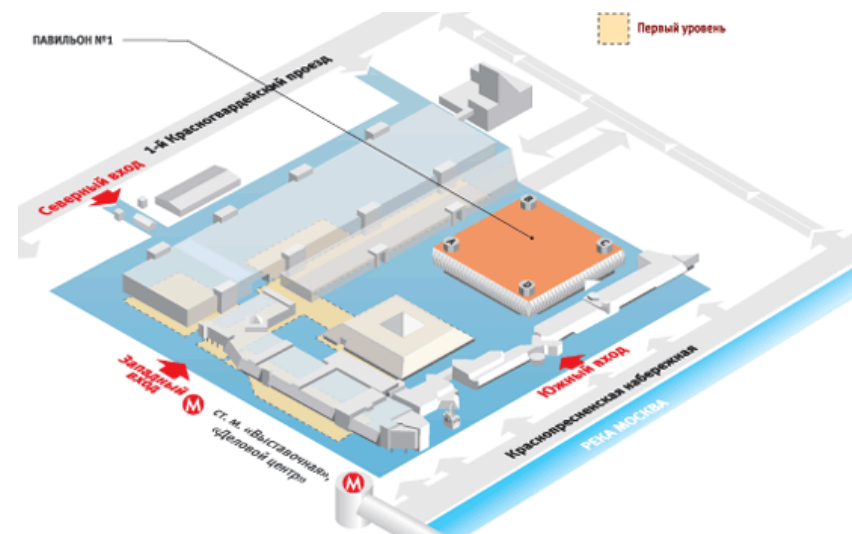 Первый уровень
ПАВИЛЬОН №1
1-й Красногвардейский проезд
Северный вход
В
А
С
D
Западный
вход
М
ст. м. «Выставочная»,
«Деловой центр»
М
Южный вход
Краснопресненская набережная
РЕКА МОСКВА